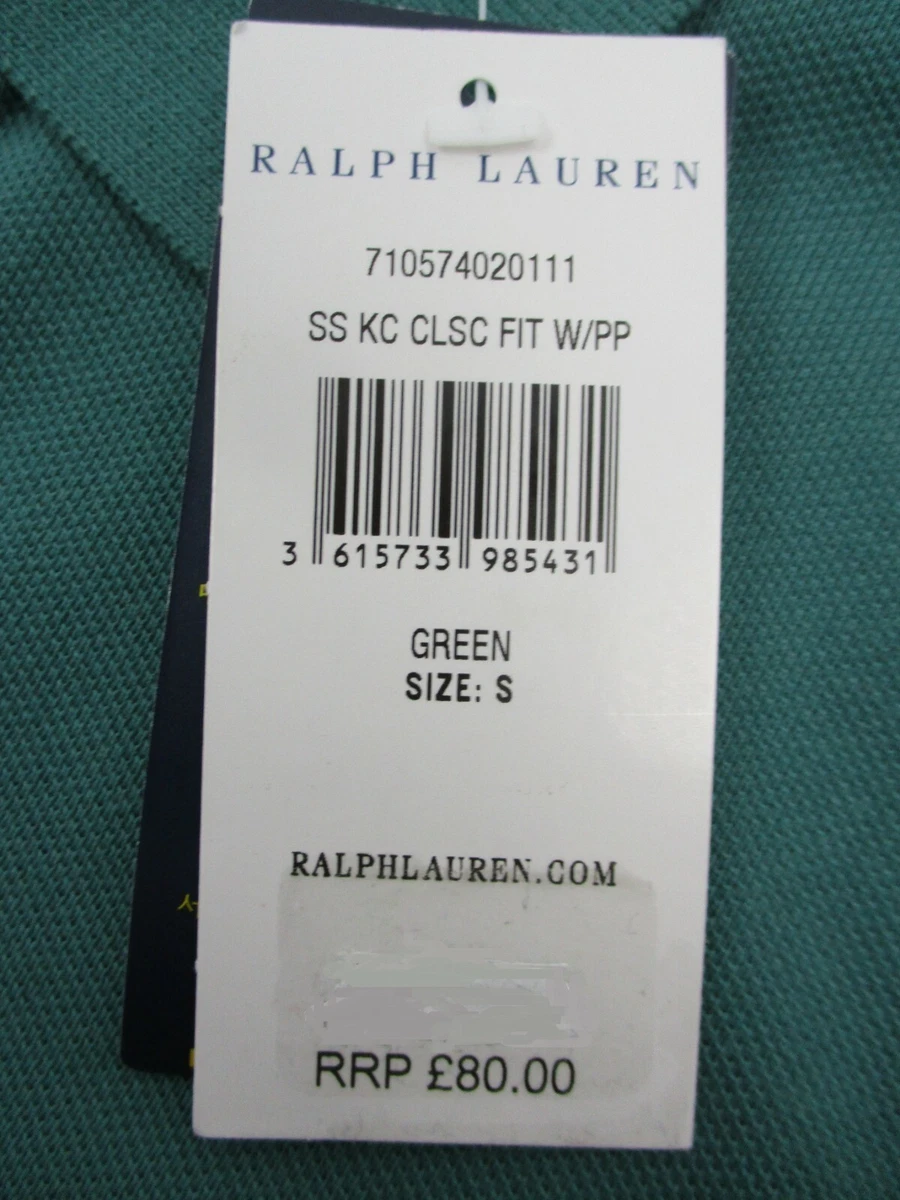 RALPH LAUREN
710574020111
SS KC CLSC FIT W/PP
3 615733 985431
GREEN
SIZE: S
RALPHLAUREN.COM
RRP £80.00